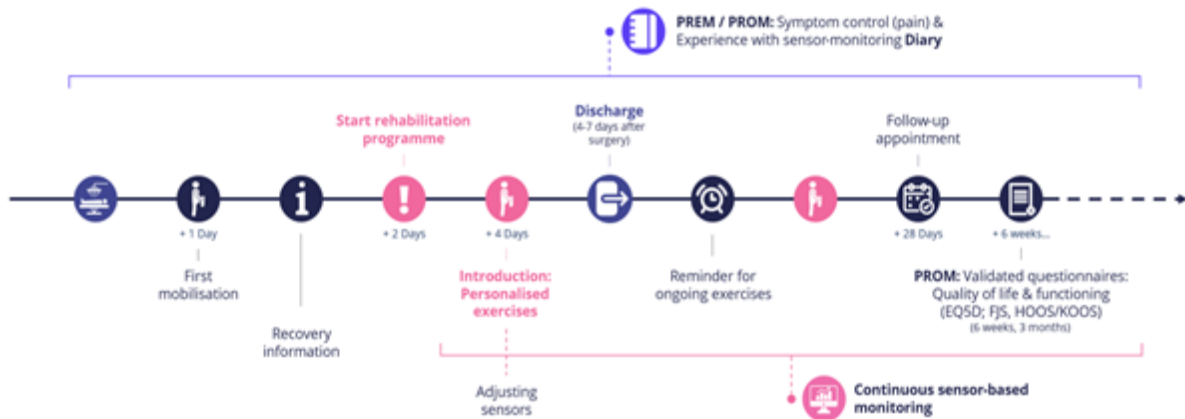 PREM / PROM: Symptom control (pain) &
Experience with sensor-monitoring Diary
Start rehabilitation
programme
Discharge
(4-7 days after
surgery)
Follow-up
appointment
+ 1 Day
+ 2 Days
+ 4 Days
+ 28 Days
+ 6 weeks...
First
mobilisation
Recovery
information
Introduction:
Personalised
exercises
Adjusting
sensors
Reminder for
ongoing exercises
PROM: Validated questionnaires:
Quality of life & functioning
(EQ5D; FJS, HOOS/KOOS)
(6 weeks, 3 months)
Continuous sensor-based
monitoring